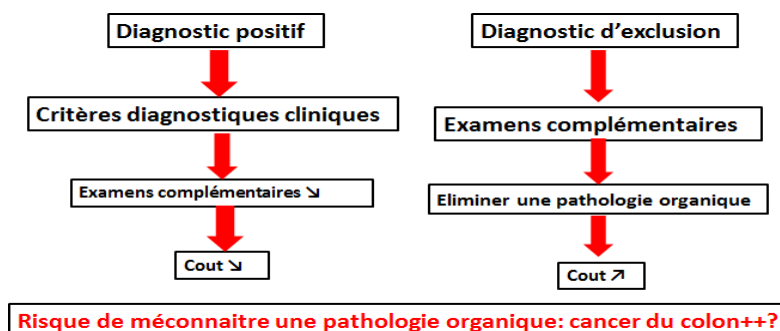 Diagnostic positif
Critères diagnostiques cliniques
Examens complémentaires ↘
Cout ↘
Diagnostic d’exclusion
Examens complémentaires
Eliminer une pathologie organique
Cout ↗
Risque de méconnaitre une pathologie organique: cancer du colon++?